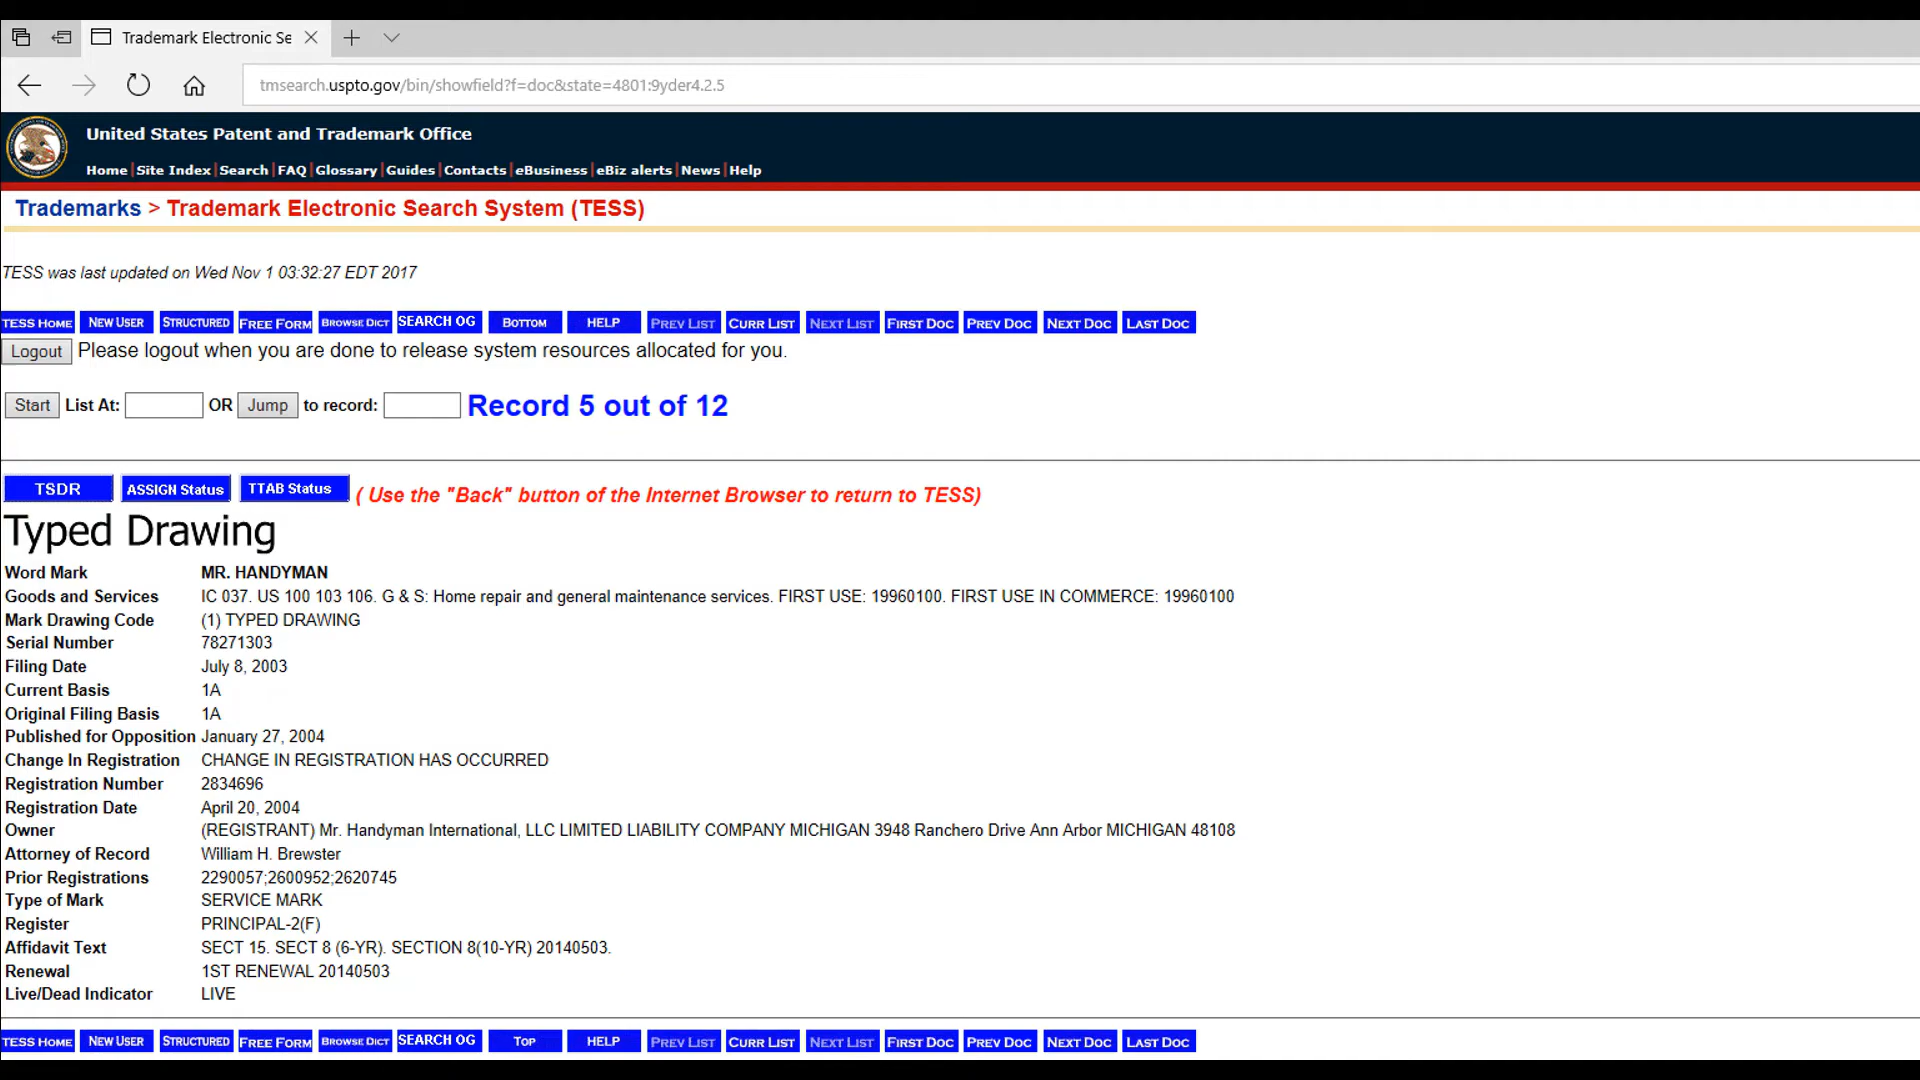 Trademark Electronic Se
tmsearch.uspto.gov/bin/showfield?f=doc&state=4801:9yder4.2.5
United States Patent and Trademark Office
Home | Site Index | Search | FAQ | Glossary | Guides | Contacts | eBusiness | eBiz alerts | News | Help
Trademarks > Trademark Electronic Search System (TESS)
TESS was last updated on Wed Nov 1 03:32:27 EDT 2017
TESS HOME NEW USER STRUCTURED FREE FORM BROWSE DICT SEARCH OG BOTTOM HELP PREV LIST CURR LIST NEXT LIST FIRST DOC PREV DOC NEXT DOC LAST DOC
Logout Please logout when you are done to release system resources allocated for you.
Start List At: OR Jump to record: Record 5 out of 12
TSDR ASSIGN Status TTAB Status ( Use the "Back" button of the Internet Browser to return to TESS)
Typed Drawing
Word Mark MR. HANDYMAN
Goods and Services IC 037. US 100 103 106. G & S: Home repair and general maintenance services. FIRST USE: 19960100. FIRST USE IN COMMERCE: 19960100
Mark Drawing Code (1) TYPED DRAWING
Serial Number 78271303
Filing Date July 8, 2003
Current Basis 1A
Original Filing Basis 1A
Published for Opposition January 27, 2004
Change In Registration CHANGE IN REGISTRATION HAS OCCURRED
Registration Number 2834696
Registration Date April 20, 2004
Owner (REGISTRANT) Mr. Handyman International, LLC LIMITED LIABILITY COMPANY MICHIGAN 3948 Ranchero Drive Ann Arbor MICHIGAN 48108
Attorney of Record William H. Brewster
Prior Registrations 2290057;2600952;2620745
Type of Mark SERVICE MARK
Register PRINCIPAL-2(F)
Affidavit Text SECT 15. SECT 8 (6-YR). SECTION 8(10-YR) 20140503.
Renewal 1ST RENEWAL 20140503
Live/Dead Indicator LIVE
TESS HOME NEW USER STRUCTURED FREE FORM BROWSE DICT SEARCH OG TOP HELP PREV LIST CURR LIST NEXT LIST FIRST DOC PREV DOC NEXT DOC LAST DOC